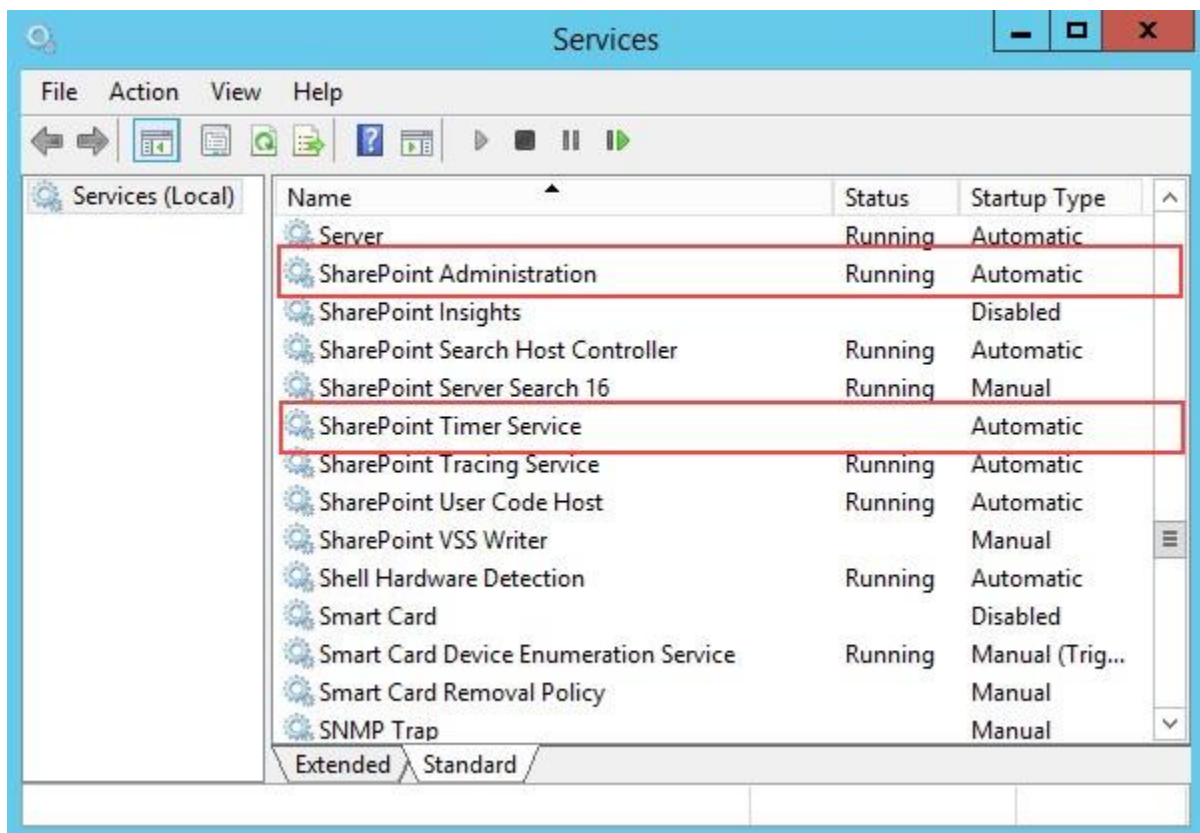 Services
File Action View Help
Services (Local)
Name Status Startup Type
Server Running Automatic
SharePoint Administration Running Automatic
SharePoint Insights Disabled
SharePoint Search Host Controller Running Automatic
SharePoint Server Search 16 Running Manual
SharePoint Timer Service Automatic
SharePoint Tracing Service Running Automatic
SharePoint User Code Host Running Automatic
SharePoint VSS Writer Manual
Shell Hardware Detection Running Automatic
Smart Card Disabled
Smart Card Device Enumeration Service Running Manual (Trig...
Smart Card Removal Policy Manual
SNMP Trap Manual
Extended Standard